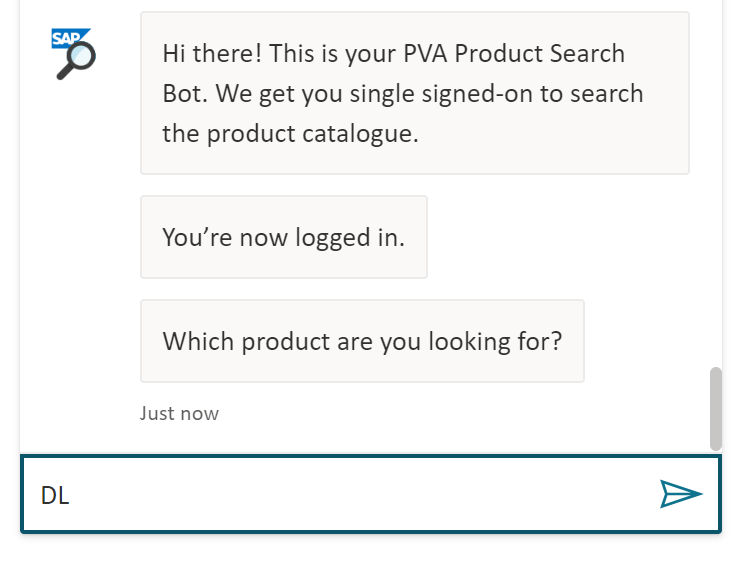 SAP
Hi there! This is your PVA Product Search
Bot. We get you single signed-on to search
the product catalogue.
You’re now logged in.
Which product are you looking for?
Just now
DL